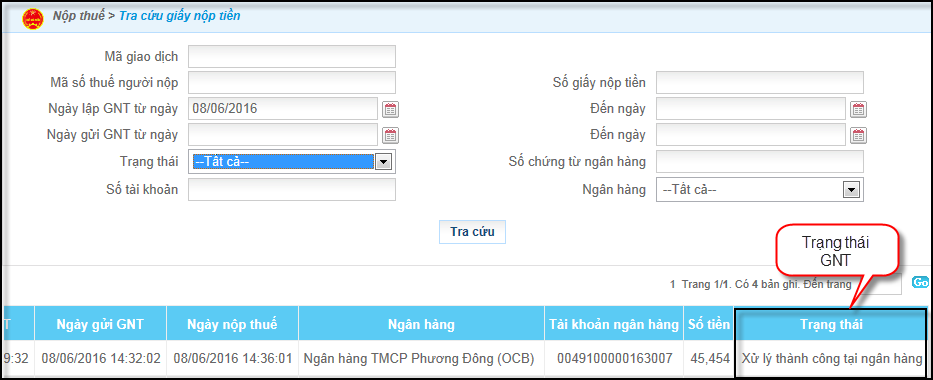 Nộp thuế > Tra cứu giấy nộp tiền
Mã giao dịch
Mã số thuế người nộp
Số giấy nộp tiền
Ngày lập GNT từ ngày 08/06/2016
Đến ngày
Ngày gửi GNT từ ngày
Đến ngày
Trạng thái --Tất cả--
Số chứng từ ngân hàng
Số tài khoản
Ngân hàng --Tất cả--
Tra cứu
Trạng thái
GNT
1 Trang 1/1. Có 4 bản ghi. Đến trang Go
T Ngày gửi GNT Ngày nộp thuế Ngân hàng Tài khoản ngân hàng Số tiền Trạng thái
9:32 08/06/2016 14:32:02 08/06/2016 14:36:01 Ngân hàng TMCP Phương Đông (OCB) 0049100000163007 45,454 Xử lý thành công tại ngân hàng